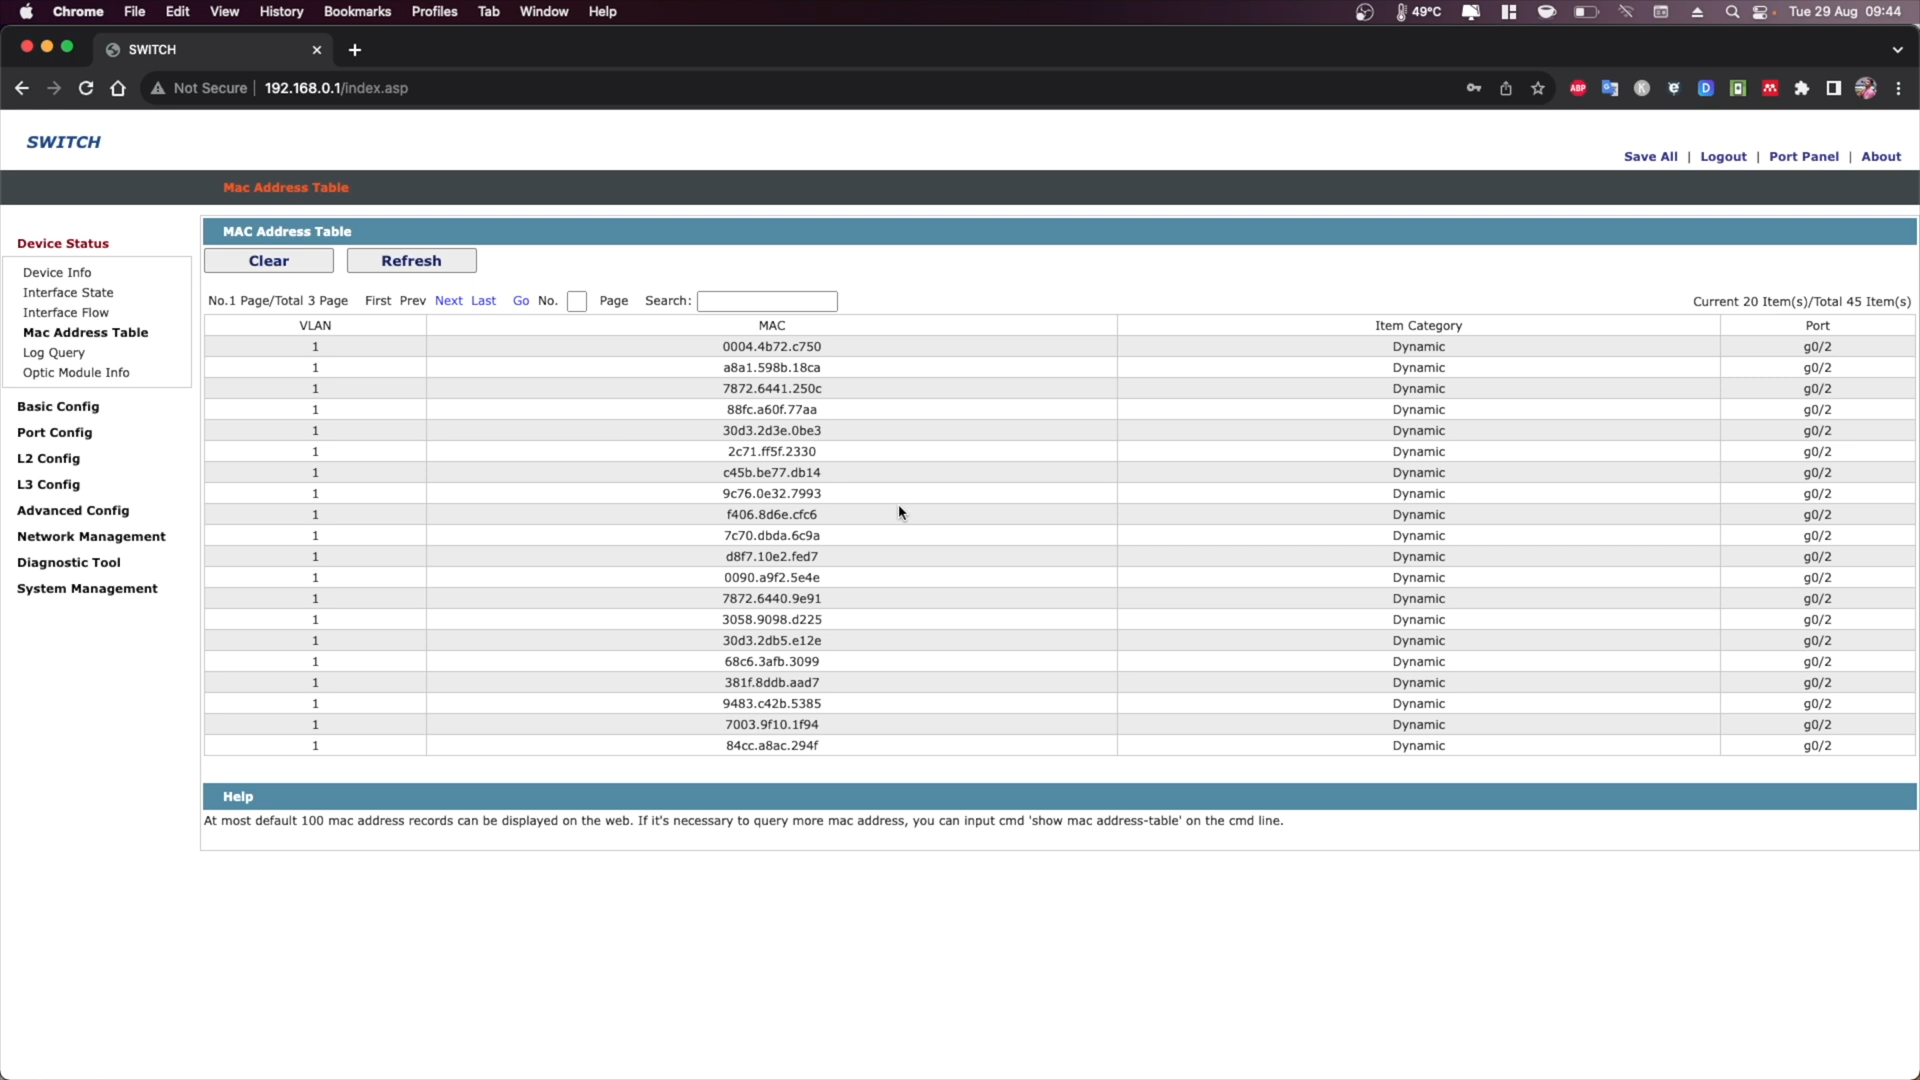 Chrome File Edit View History Bookmarks Profiles Tab Window Help 49°C Tue 29 Aug 09:44
SWITCH
Not Secure 192.168.0.1/index.asp
SWITCH
Save All | Logout | Port Panel | About
Mac Address Table
Device Status
Device Info
Interface State
Interface Flow
Mac Address Table
Log Query
Optic Module Info
Basic Config
Port Config
L2 Config
L3 Config
Advanced Config
Network Management
Diagnostic Tool
System Management
MAC Address Table
Clear Refresh
No.1 Page/Total 3 Page First Prev Next Last Go No. Page Search: Current 20 Item(s)/Total 45 Item(s)
VLAN MAC Item Category Port
1 0004.4b72.c750 Dynamic g0/2
1 a8a1.598b.18ca Dynamic g0/2
1 7872.6441.250c Dynamic g0/2
1 88fc.a60f.77aa Dynamic g0/2
1 30d3.2d3e.0be3 Dynamic g0/2
1 2c71.ff5f.2330 Dynamic g0/2
1 c45b.be77.db14 Dynamic g0/2
1 9c76.0e32.7993 Dynamic g0/2
1 f406.8d6e.cfc6 Dynamic g0/2
1 7c70.dbda.6c9a Dynamic g0/2
1 d8f7.10e2.fed7 Dynamic g0/2
1 0090.a9f2.5e4e Dynamic g0/2
1 7872.6440.9e91 Dynamic g0/2
1 3058.9098.d225 Dynamic g0/2
1 30d3.2db5.e12e Dynamic g0/2
1 68c6.3afb.3099 Dynamic g0/2
1 381f.8ddb.aad7 Dynamic g0/2
1 9483.c42b.5385 Dynamic g0/2
1 7003.9f10.1f94 Dynamic g0/2
1 84cc.a8ac.294f Dynamic g0/2
Help
At most default 100 mac address records can be displayed on the web. If it's necessary to query more mac address, you can input cmd 'show mac address-table' on the cmd line.